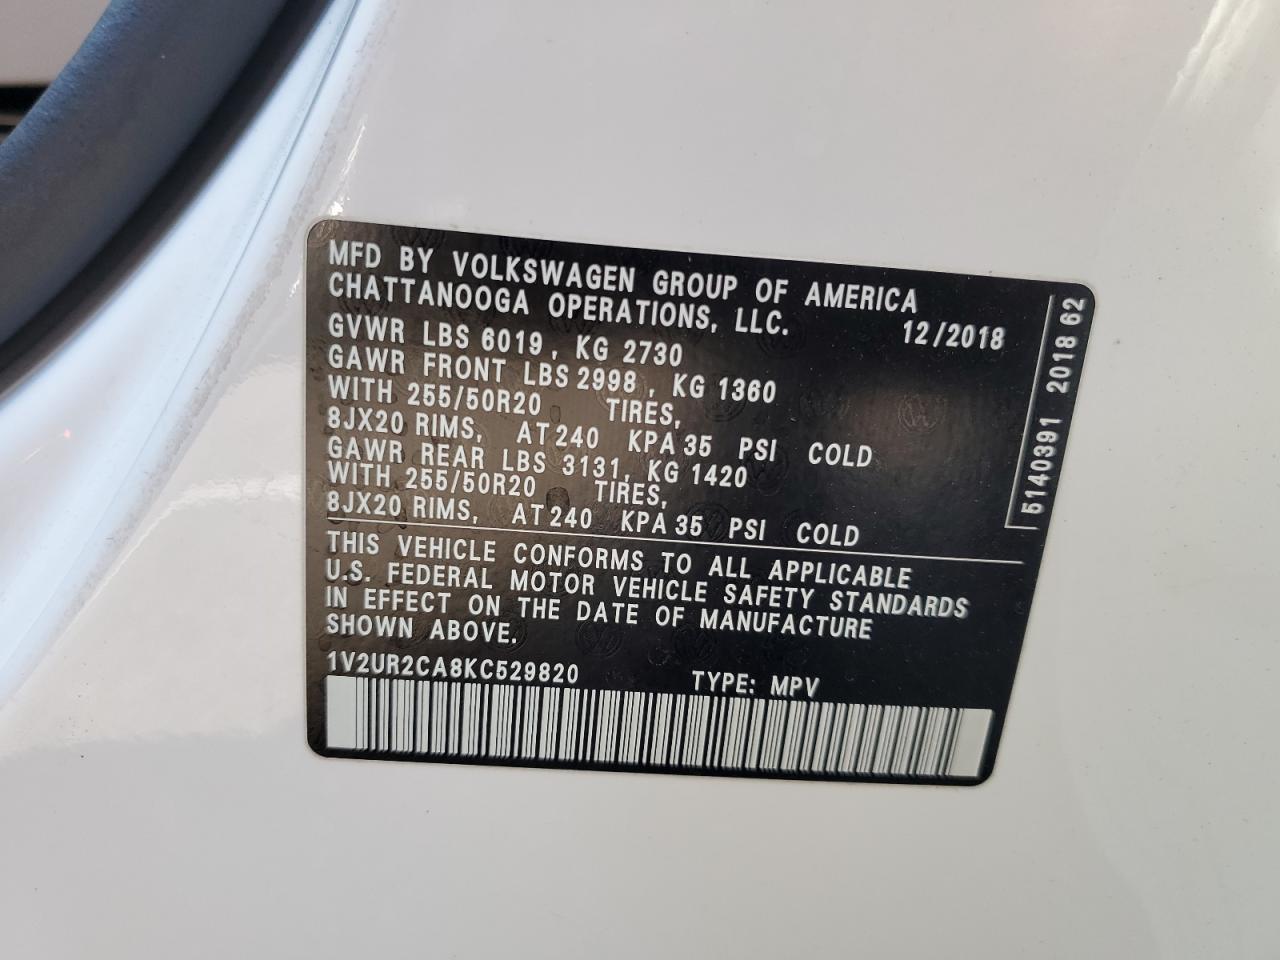 MFD BY VOLKSWAGEN GROUP OF AMERICA
CHATTANOOGA OPERATIONS, LLC. 12/2018
GVWR LBS 6019, KG 2730
GAWR FRONT LBS 2998, KG 1360
WITH 255/50R20 TIRES,
8JX20 RIMS, AT 240 KPA 35 PSI COLD
GAWR REAR LBS 3131, KG 1420
WITH 255/50R20 TIRES,
8JX20 RIMS, AT 240 KPA 35 PSI COLD
THIS VEHICLE CONFORMS TO ALL APPLICABLE
U.S. FEDERAL MOTOR VEHICLE SAFETY STANDARDS
IN EFFECT ON THE DATE OF MANUFACTURE
SHOWN ABOVE.
1V2UR2CA8KC529820 TYPE: MPV
5140391 2018 62